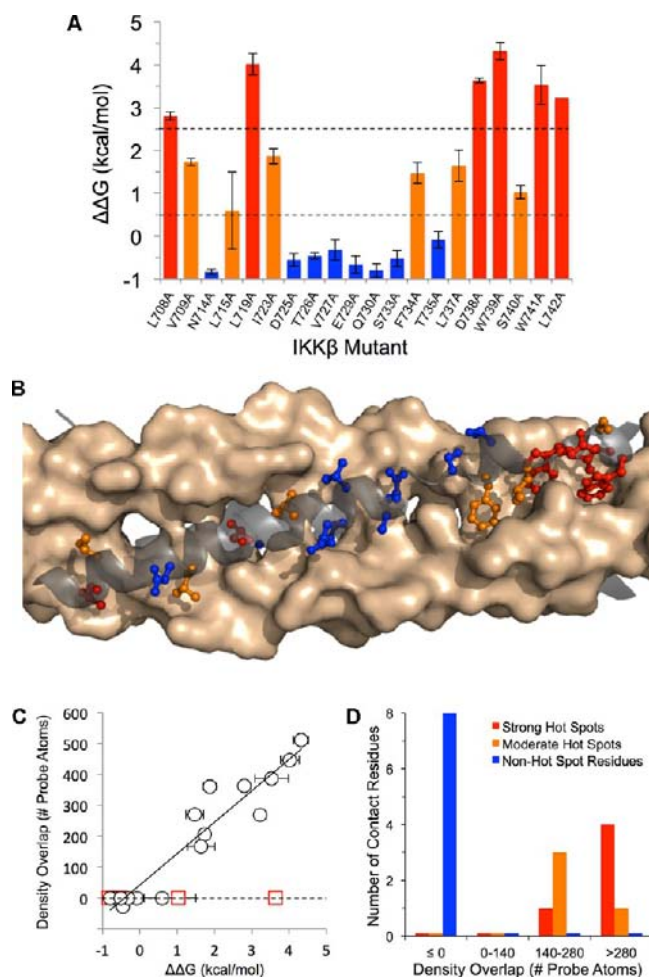 A
5
4
3
2
1
0
-1
ΔΔG (kcal/mol)
L708A
V709A
N714A
L715A
L719A
I723A
D725A
T726A
V727A
E729A
Q730A
S733A
F734A
T735A
L737A
D738A
W739A
S740A
W741A
L742A
IKKβ Mutant
B
C
600
500
400
300
200
100
0
Density Overlap (# Probe Atoms)
-1 0 1 2 3 4 5
ΔΔG (kcal/mol)
D
8
6
4
2
0
Number of Contact Residues
Strong Hot Spots
Moderate Hot Spots
Non-Hot Spot Residues
≤ 0 0-140 140-280 >280
Density Overlap (# Probe Atoms)